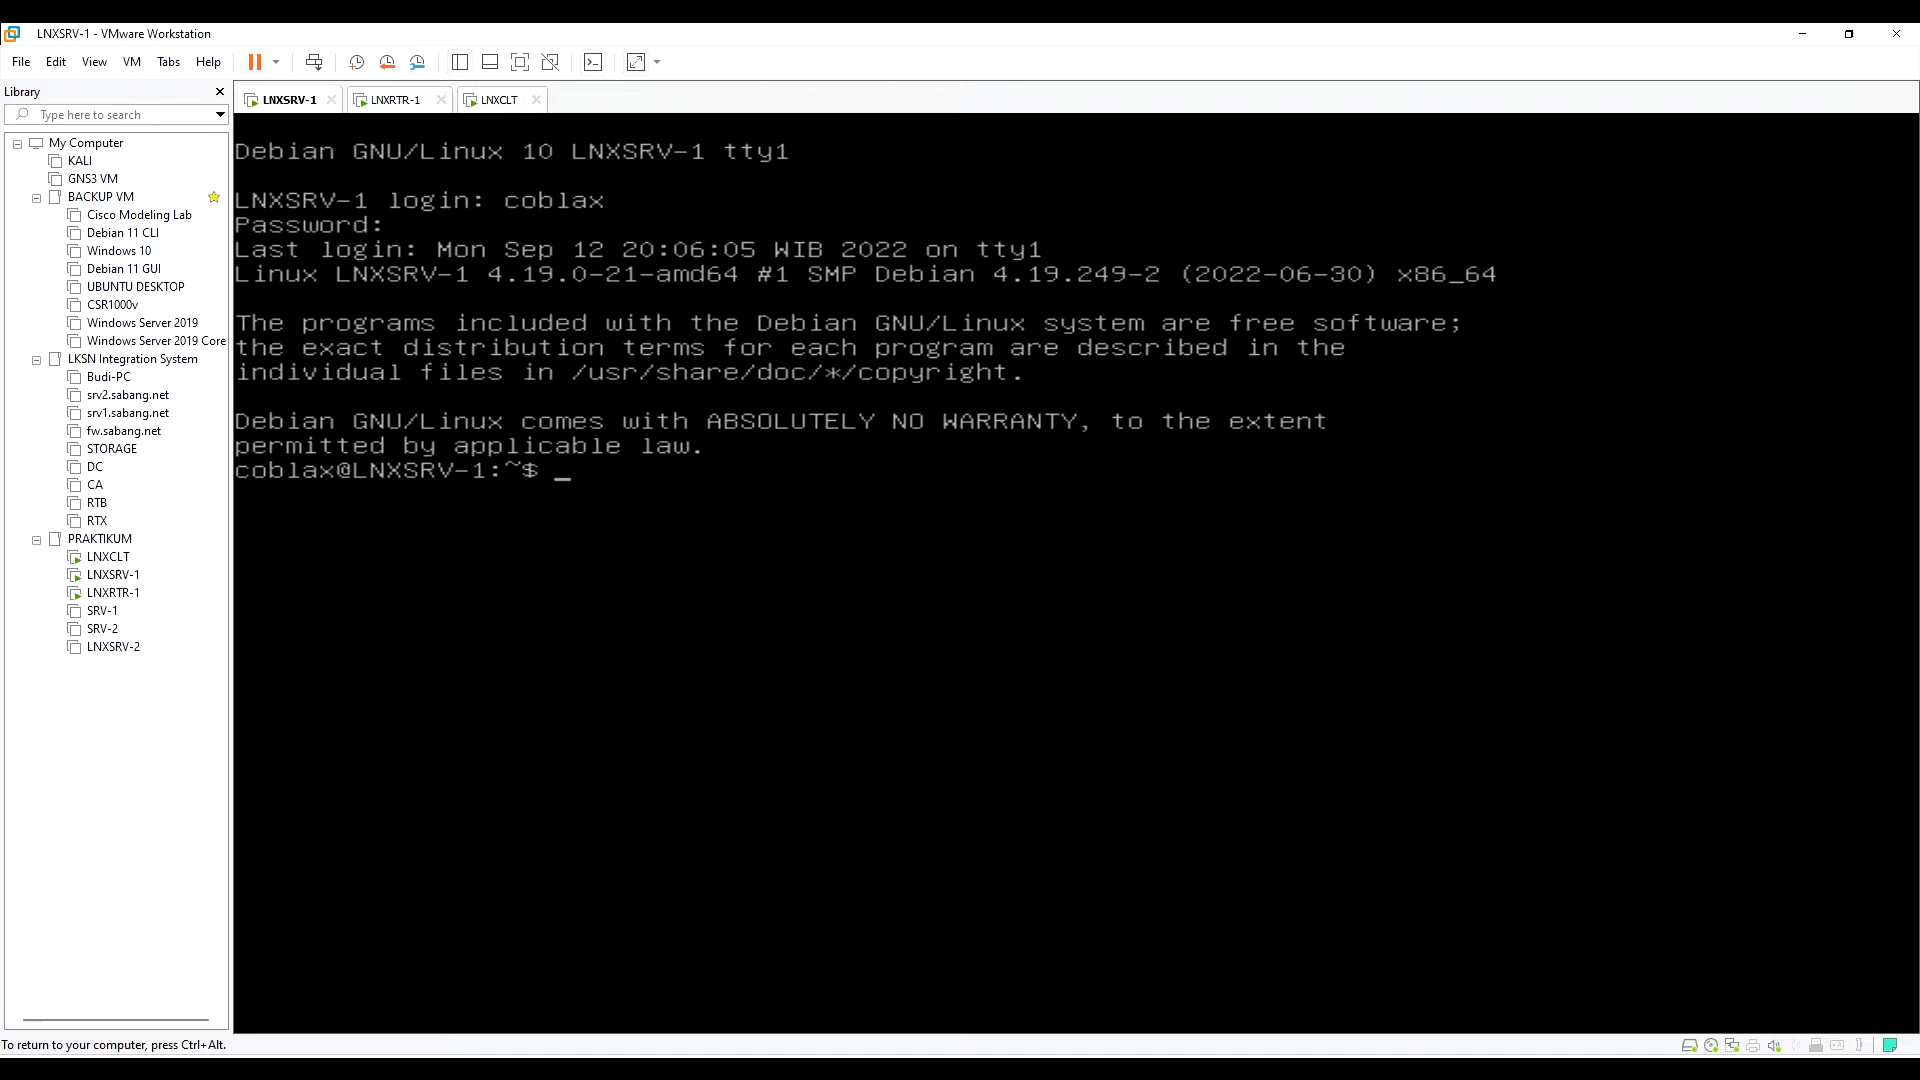 LNXSRV-1 - VMware Workstation
File Edit View VM Tabs Help
Library
Type here to search
My Computer
KALI
GNS3 VM
BACKUP VM
Cisco Modeling Lab
Debian 11 CLI
Windows 10
Debian 11 GUI
UBUNTU DESKTOP
CSR1000v
Windows Server 2019
Windows Server 2019 Core
LKSN Integration System
Budi-PC
srv2.sabang.net
srv1.sabang.net
fw.sabang.net
STORAGE
DC
CA
RTB
RTX
PRAKTIKUM
LNXCLT
LNXSRV-1
LNXRTR-1
SRV-1
SRV-2
LNXSRV-2
LNXSRV-1 LNXRTR-1 LNXCLT
Debian GNU/Linux 10 LNXSRV-1 tty1
LNXSRV-1 login: coblax
Password:
Last login: Mon Sep 12 20:06:05 WIB 2022 on tty1
Linux LNXSRV-1 4.19.0-21-amd64 #1 SMP Debian 4.19.249-2 (2022-06-30) x86_64
The programs included with the Debian GNU/Linux system are free software;
the exact distribution terms for each program are described in the
individual files in /usr/share/doc/*/copyright.
Debian GNU/Linux comes with ABSOLUTELY NO WARRANTY, to the extent
permitted by applicable law.
coblax@LNXSRV-1:~$ _
To return to your computer, press Ctrl+Alt.